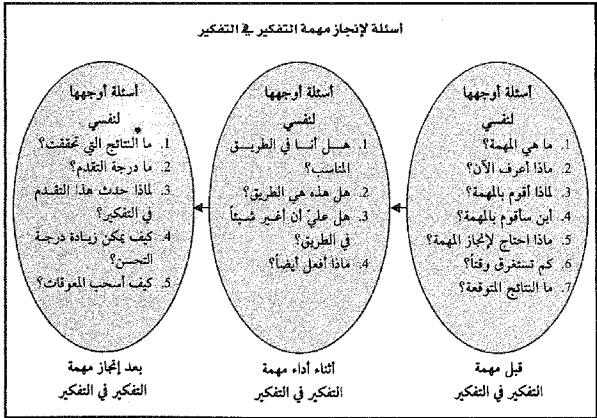 أسئلة لإنجاز مهمة التفكير في التفكير
أسئلة أوجهها
لنفسي
1. ما هي المهمة؟
2. ماذا أعرف الآن؟
3. لماذا أقوم بالمهمة؟
4. أين سأقوم بالمهمة؟
5. ماذا احتاج لإنجاز المهمة؟
6. كم تستغرق وقتاً؟
7. ما النتائج المتوقعة؟
قبل مهمة
التفكير في التفكير
أسئلة أوجهها
لنفسي
1. هل أنا في الطريق
المناسب؟
2. هل هذه هي الطريق؟
3. هل عليّ أن أغير شيئاً
في الطريق؟
4. ماذا أفعل أيضاً؟
أثناء أداء مهمة
التفكير في التفكير
أسئلة أوجهها
لنفسي
1. ما النتائج التي تحققت؟
2. ما درجة التقدم؟
3. لماذا حدث هذا التقدم
في التفكير؟
4. كيف يمكن زيادة درجة
التحسن؟
5. كيف أسحب المعوقات؟
بعد إنجاز مهمة
التفكير في التفكير